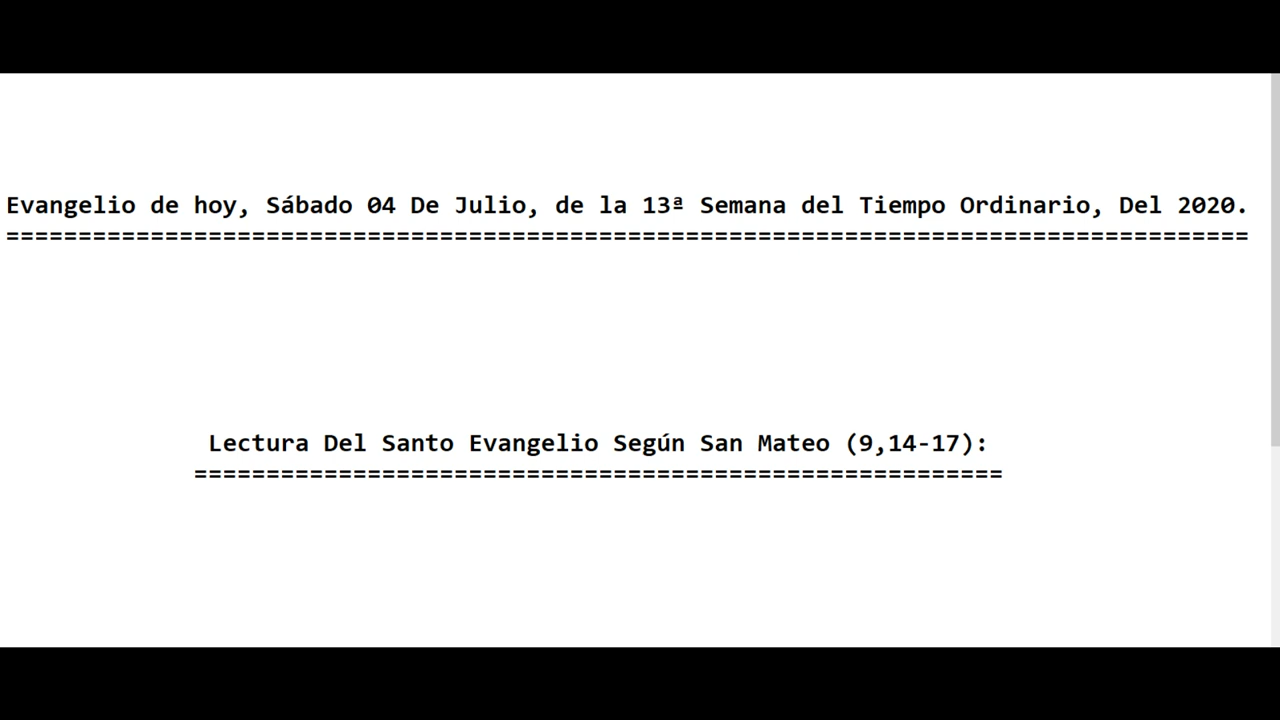 Evangelio de hoy, Sábado 04 De Julio, de la 13ª Semana del Tiempo Ordinario, Del 2020.
======================================================================================
Lectura Del Santo Evangelio Según San Mateo (9,14-17):
========================================================